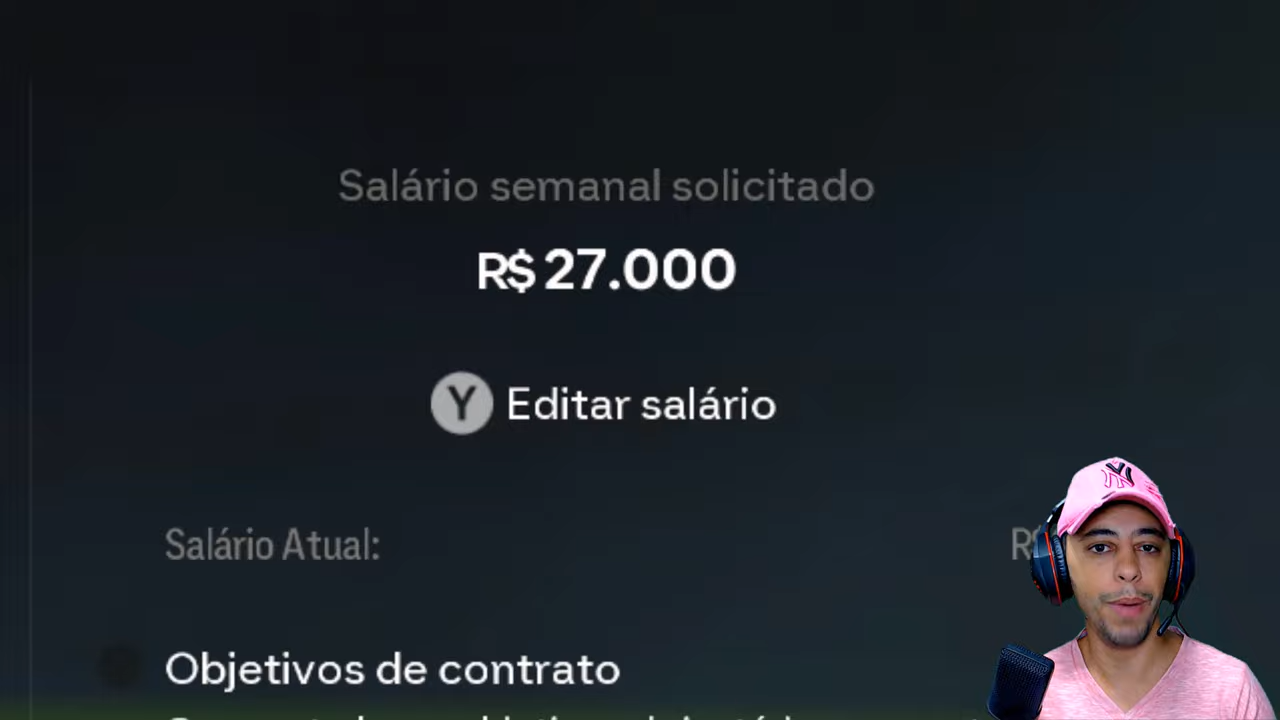 Salário semanal solicitado
R$ 27.000
Y Editar salário
Salário Atual:
R$
Objetivos de contrato